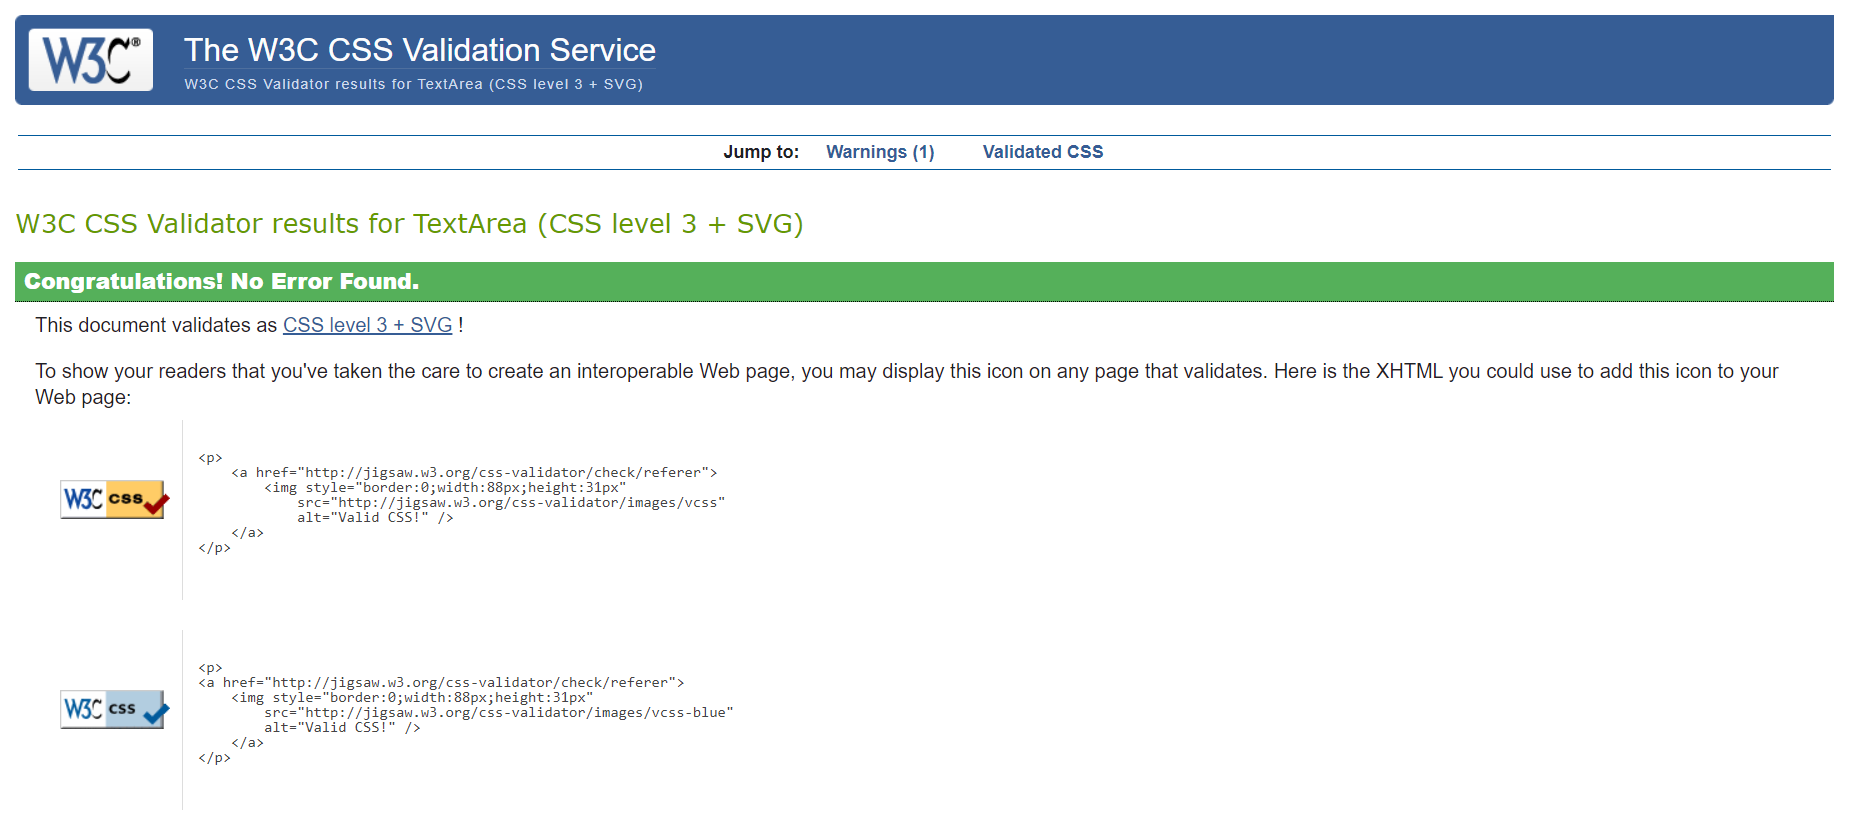 W3C®
The W3C CSS Validation Service
W3C CSS Validator results for TextArea (CSS level 3 + SVG)
Jump to: Warnings (1) Validated CSS
W3C CSS Validator results for TextArea (CSS level 3 + SVG)
Congratulations! No Error Found.
This document validates as CSS level 3 + SVG !
To show your readers that you've taken the care to create an interoperable Web page, you may display this icon on any page that validates. Here is the XHTML you could use to add this icon to your
Web page:
W3C css
<p>
    <a href="http://jigsaw.w3.org/css-validator/check/referer">
        <img style="border:0;width:88px;height:31px"
            src="http://jigsaw.w3.org/css-validator/images/vcss"
            alt="Valid CSS!" />
    </a>
</p>
W3C css
<p>
<a href="http://jigsaw.w3.org/css-validator/check/referer">
    <img style="border:0;width:88px;height:31px"
        src="http://jigsaw.w3.org/css-validator/images/vcss-blue"
        alt="Valid CSS!" />
    </a>
</p>